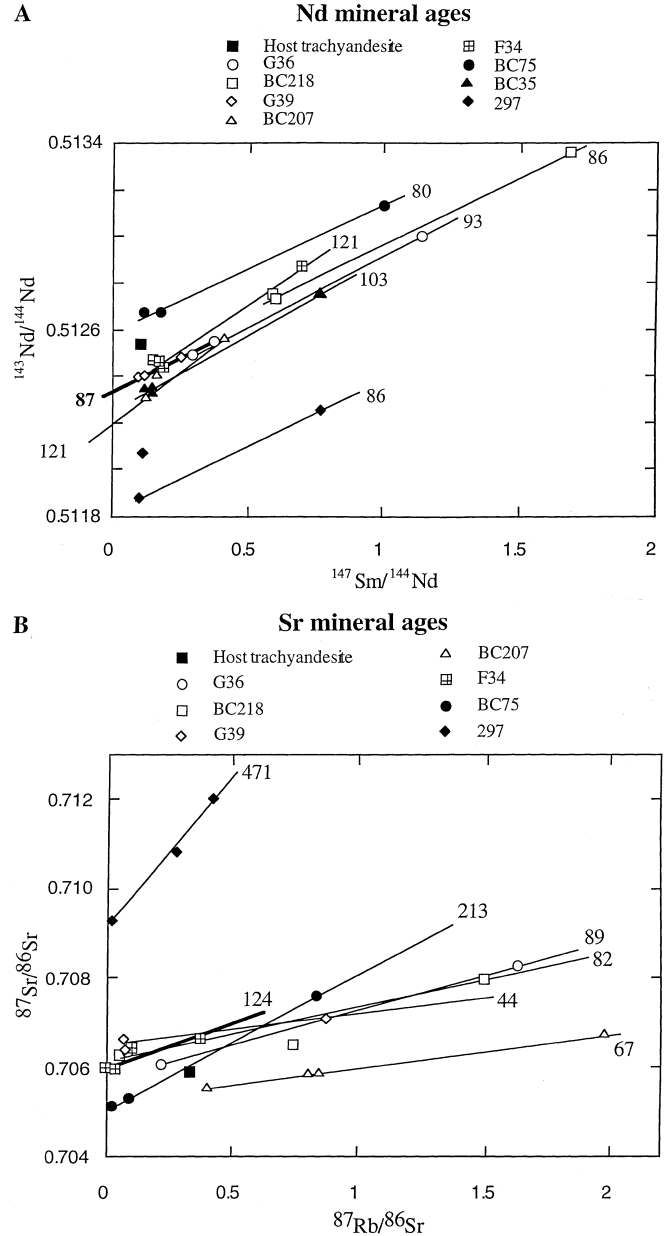 A
Nd mineral ages
Host trachyandesite
G36
BC218
G39
BC207
F34
BC75
BC35
297
0.5134
0.5126
0.5118
143Nd/144Nd
86
80
93
121
103
87
86
121
0
0.5
1
1.5
2
147Sm/144Nd
B
Sr mineral ages
Host trachyandesite
G36
BC218
G39
BC207
F34
BC75
297
0.712
0.710
0.708
0.706
0.704
87Sr/86Sr
471
213
89
82
124
44
67
0
0.5
1
1.5
2
87Rb/86Sr